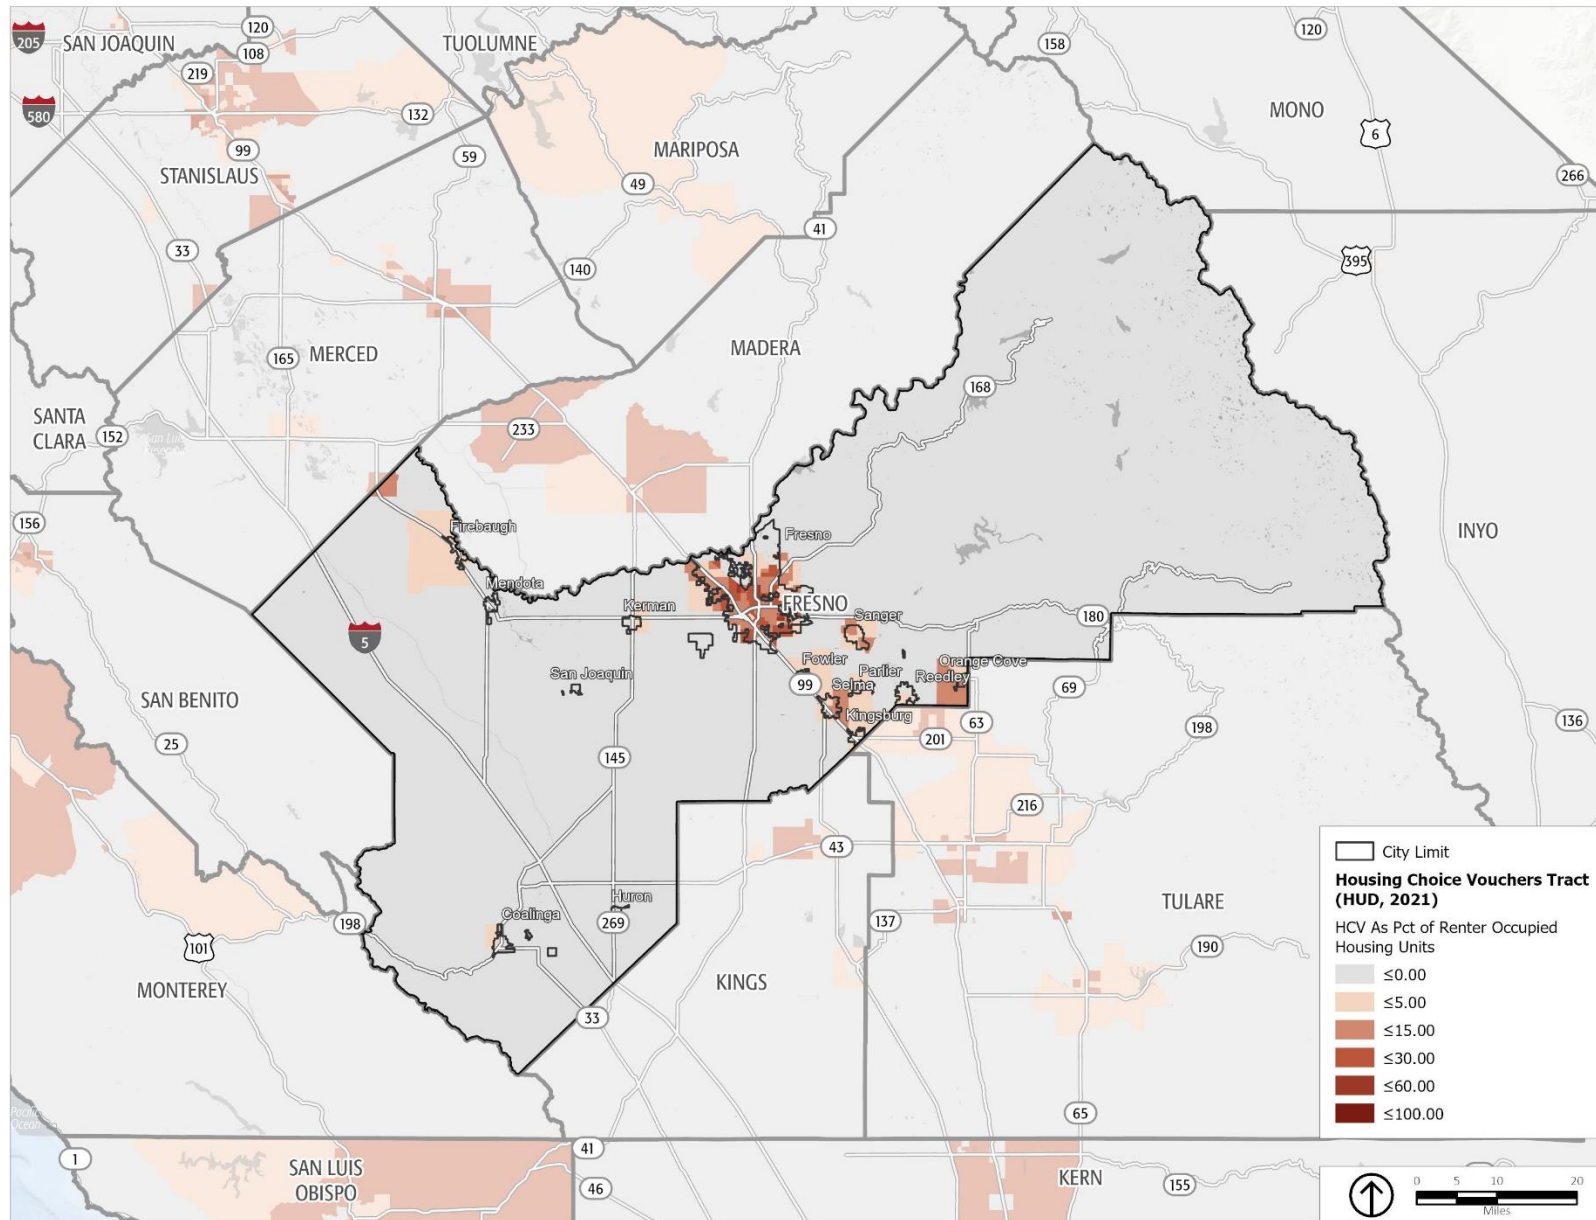 205
SAN JOAQUIN
120
108
219
TUOLUMNE
158
120
580
132
MONO
6
99
59
MARIPOSA
STANISLAUS
49
266
33
41
140
395
165
MERCED
MADERA
168
SANTA
CLARA
152
San Luis
233
156
Firebaugh
Fresno
INYO
Mendota
Kerman
FRESNO
Sanger
180
5
San Joaquin
Fowler
Parlier
Orange Cove
Reedley
99
Selma
69
SAN BENITO
Kingsburg
63
198
136
25
201
145
216
43
City Limit
Housing Choice Vouchers Tract
(HUD, 2021)
HCV As Pct of Renter Occupied
Housing Units
≤0.00
≤5.00
≤15.00
≤30.00
≤60.00
≤100.00
Huron
Coalinga
198
269
137
TULARE
101
190
KINGS
MONTEREY
33
Pacific
Ocean
65
1
41
SAN LUIS
OBISPO
46
KERN
155
0 5 10 20
Miles